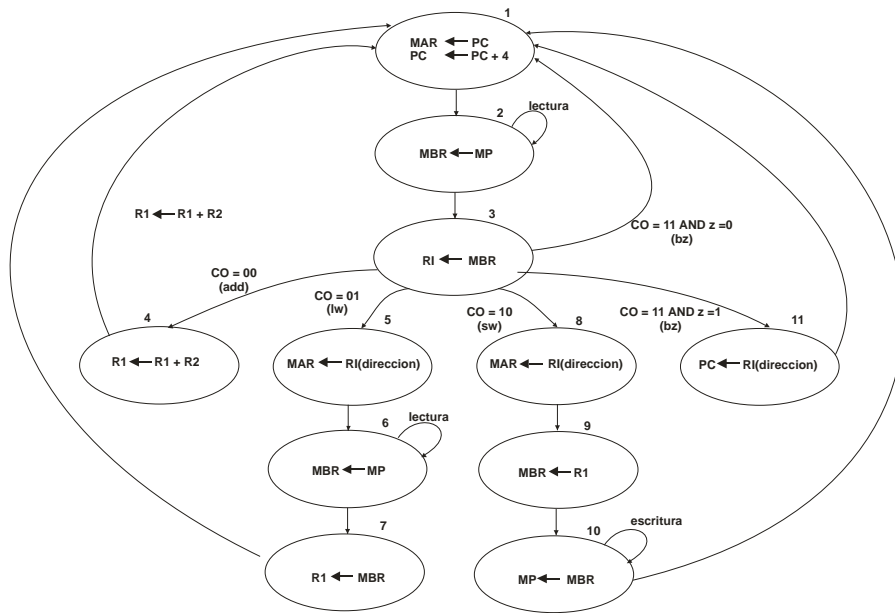 1
MAR ← PC
PC ← PC + 4
2
lectura
MBR ← MP
3
RI ← MBR
R1 ← R1 + R2
CO = 11 AND z =0
(bz)
CO = 00
(add)
CO = 01
(lw)
CO = 10
(sw)
CO = 11 AND z =1
(bz)
4
R1 ← R1 + R2
5
MAR ← RI(direccion)
8
MAR ← RI(direccion)
11
PC ← RI(direccion)
6
lectura
MBR ← MP
9
MBR ← R1
7
R1 ← MBR
10
escritura
MP ← MBR